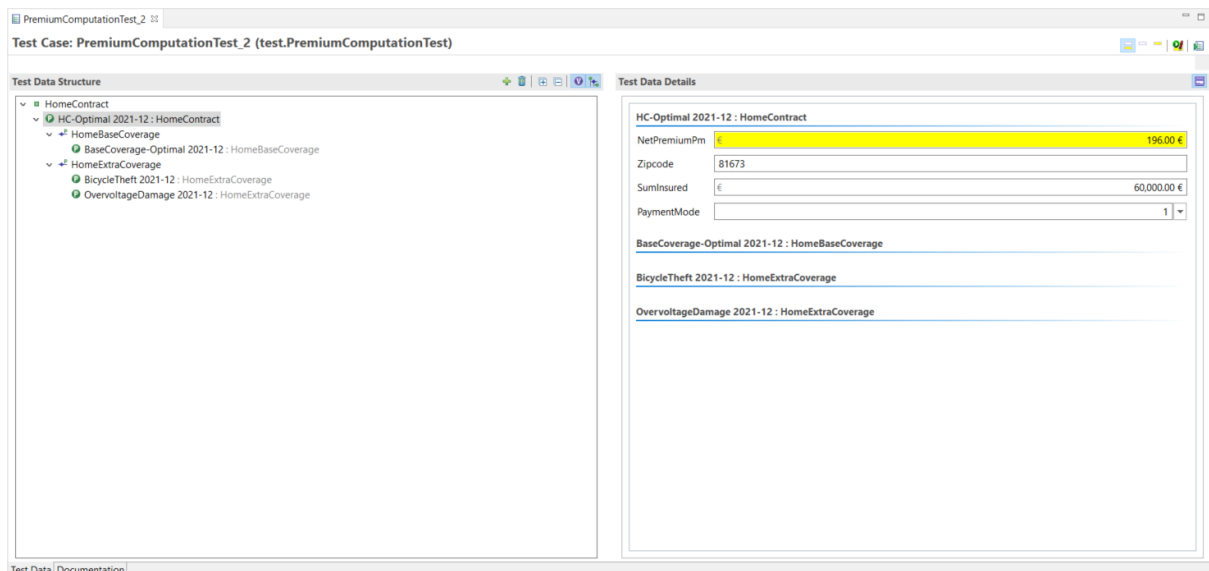 PremiumComputationTest_2
Test Case: PremiumComputationTest_2 (test.PremiumComputationTest)
Test Data Structure
HomeContract
HC-Optimal 2021-12 : HomeContract
HomeBaseCoverage
BaseCoverage-Optimal 2021-12 : HomeBaseCoverage
HomeExtraCoverage
BicycleTheft 2021-12 : HomeExtraCoverage
OvervoltageDamage 2021-12 : HomeExtraCoverage
Test Data Details
HC-Optimal 2021-12 : HomeContract
NetPremiumPm € 196.00 €
Zipcode 81673
SumInsured € 60,000.00 €
PaymentMode 1
BaseCoverage-Optimal 2021-12 : HomeBaseCoverage
BicycleTheft 2021-12 : HomeExtraCoverage
OvervoltageDamage 2021-12 : HomeExtraCoverage
Test Data Documentation